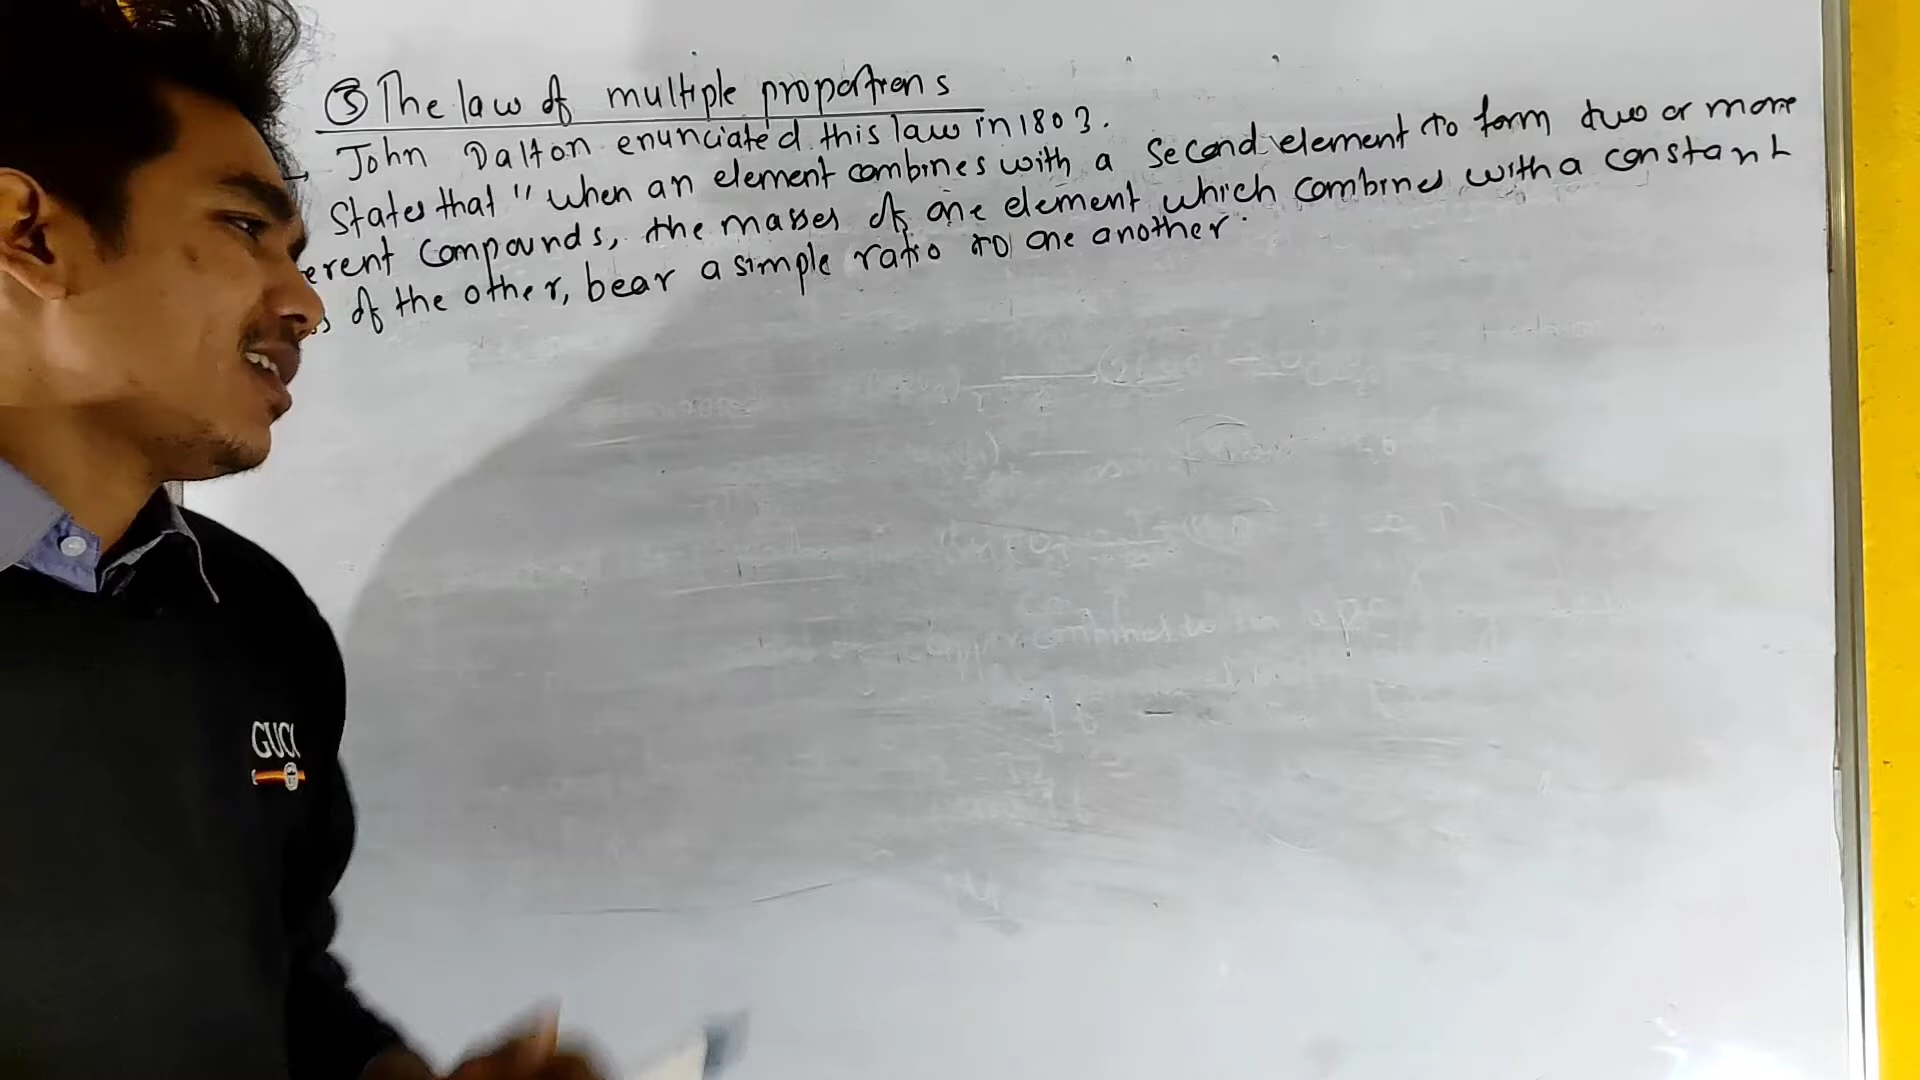 ③ The law of multiple proportions
John Dalton enunciated this law in 1803.
States that "when an element combines with a second element to form two or more
erent compounds, the masses of one element which combines with a constant
of the other, bear a simple ratio to one another.
GUCCI